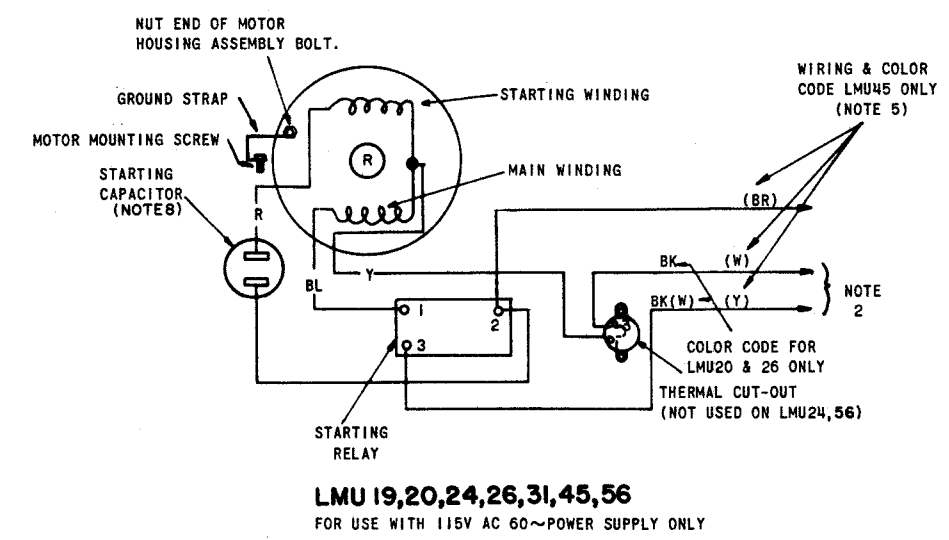 NUT END OF MOTOR
HOUSING ASSEMBLY BOLT.
GROUND STRAP
MOTOR MOUNTING SCREW
STARTING
CAPACITOR
(NOTE8)
STARTING WINDING
R
MAIN WINDING
WIRING & COLOR
CODE LMU45 ONLY
(NOTE 5)
R
(BR)
BL
Y
BK
(W)
BK(W)
(Y)
NOTE
2
1
2
3
COLOR CODE FOR
LMU20 & 26 ONLY
THERMAL CUT-OUT
(NOT USED ON LMU24,56)
STARTING
RELAY
LMU 19,20,24,26,31,45,56
FOR USE WITH 115V AC 60~POWER SUPPLY ONLY